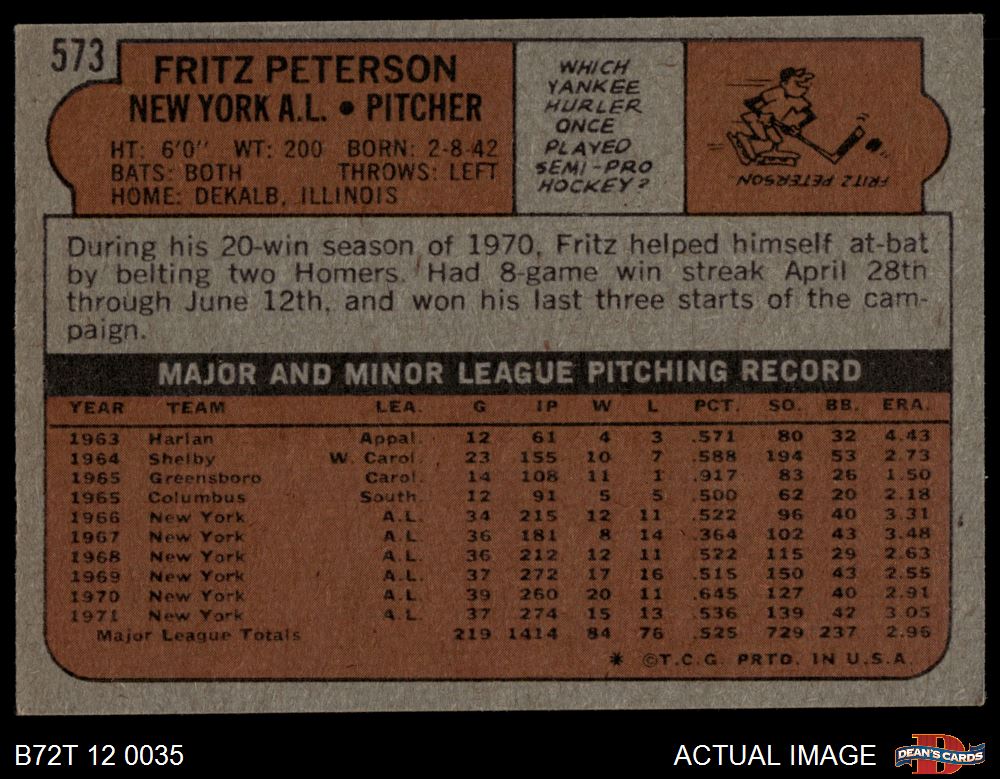 573
FRITZ PETERSON
NEW YORK A.L. • PITCHER
HT: 6'0" WT: 200 BORN: 2-8-42
BATS: BOTH THROWS: LEFT
HOME: DEKALB, ILLINOIS
WHICH
YANKEE
HURLER
ONCE
PLAYED
SEMI-PRO
HOCKEY?
FRITZ PETERSON
During his 20-win season of 1970, Fritz helped himself at-bat
by belting two Homers. Had 8-game win streak April 28th
through June 12th, and won his last three starts of the cam-
paign.
MAJOR AND MINOR LEAGUE PITCHING RECORD
YEAR TEAM LEA. G IP W L PCT. SO. BB. ERA.
1963 Harlan Appal. 12 61 4 3 .571 80 32 4.43
1964 Shelby W. Carol. 23 155 10 7 .588 194 53 2.73
1965 Greensboro Carol. 14 108 11 1 .917 83 26 1.50
1965 Columbus South. 12 91 5 5 .500 62 20 2.18
1966 New York A.L. 34 215 12 11 .522 96 40 3.31
1967 New York A.L. 36 181 8 14 .364 102 43 3.48
1968 New York A.L. 36 212 12 11 .522 115 29 2.63
1969 New York A.L. 37 272 17 16 .515 150 43 2.55
1970 New York A.L. 39 260 20 11 .645 127 40 2.91
1971 New York A.L. 37 274 15 13 .536 139 42 3.05
Major League Totals 219 1414 84 76 .525 729 237 2.96
* ©T.C.G. PRTD. IN U.S.A.
B72T 12 0035
ACTUAL IMAGE
DEAN'S CARDS